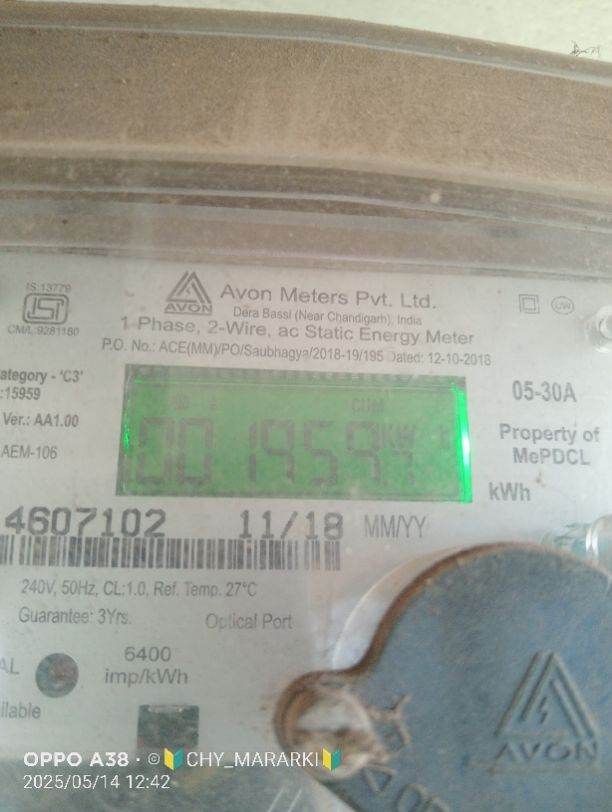 IS:13779
ISI
CM/L:9281180
AVON
Avon Meters Pvt. Ltd.
Dera Bassi (Near Chandigarh), India
1 Phase, 2-Wire, ac Static Energy Meter
P.O. No.: ACE(MM)/PO/Saubhagya/2018-19/195 Dated: 12-10-2018
ategory - 'C3'
:15959
Ver.: AA1.00
AEM-106
CUM
001959 KW
05-30A
Property of
MePDCL
kWh
4607102 11/18 MM/YY
240V, 50Hz, CL:1.0, Ref. Temp. 27°C
Guarantee: 3Yrs. Optical Port
AL
6400
imp/kWh
ilable
AVON
OPPO A38 · © 🔰CHY_MARARKI🔰
2025/05/14 12:42